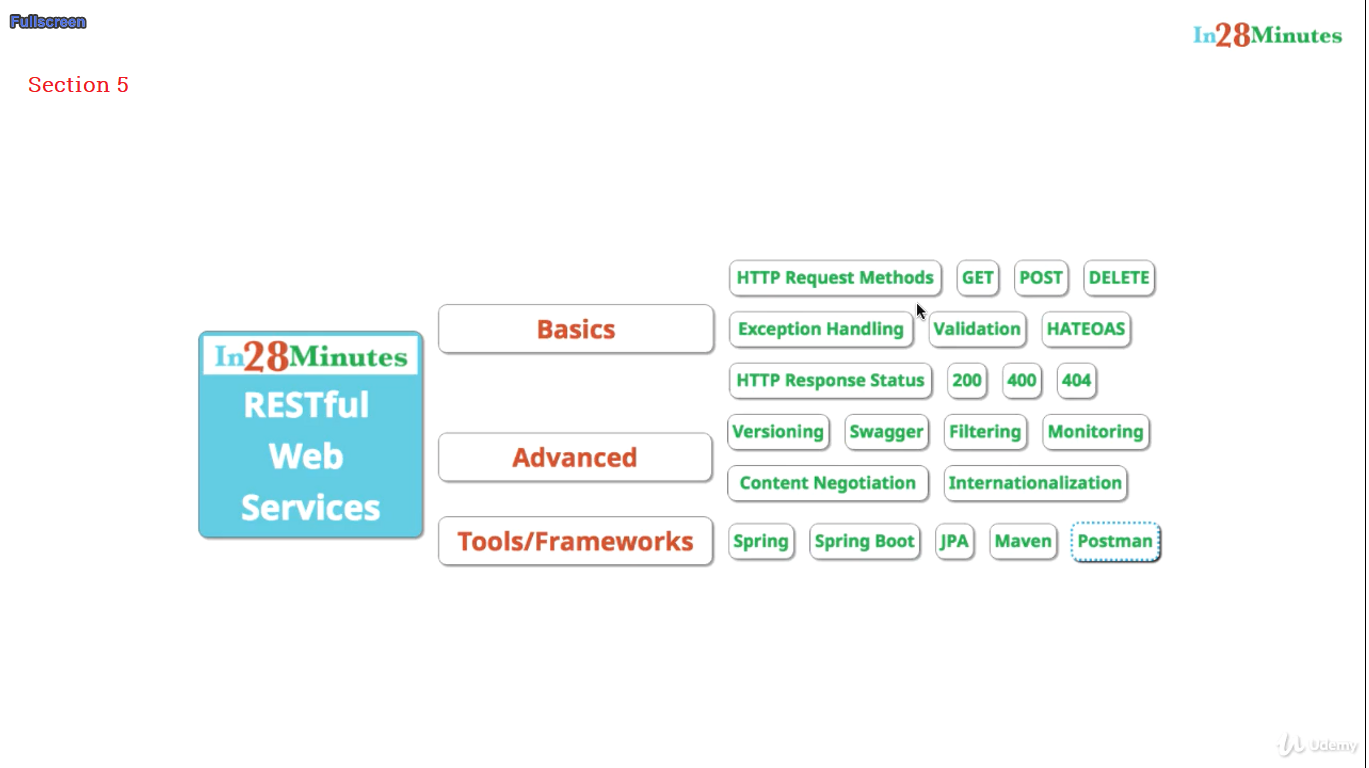 Fullscreen
In28Minutes
Section 5
In28Minutes
RESTful
Web
Services
Basics
HTTP Request Methods GET POST DELETE
Exception Handling Validation HATEOAS
HTTP Response Status 200 400 404
Advanced
Versioning Swagger Filtering Monitoring
Content Negotiation Internationalization
Tools/Frameworks
Spring Spring Boot JPA Maven Postman
Udemy